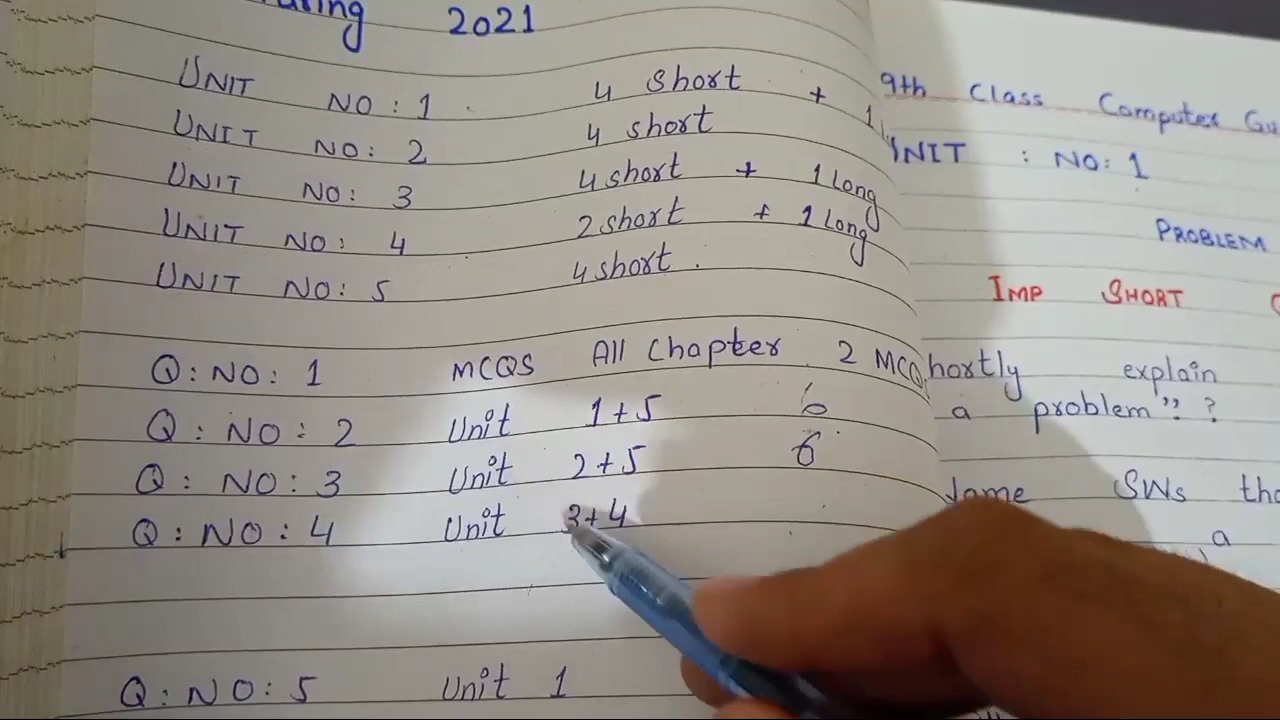 2021
UNIT NO: 1 4 short + 1
UNIT NO: 2 4 short
UNIT NO: 3 4 short + 1 Long
UNIT NO: 4 2 short + 1 Long
UNIT NO: 5 4 short.
Q: NO: 1 MCQS All Chapter 2 MCQ
Q: NO: 2 Unit 1+5 6
Q: NO: 3 Unit 2+5 6
Q: NO: 4 Unit 3+4
Q: NO: 5 Unit 1
9th Class Computer Gu
UNIT : NO: 1
PROBLEM
IMP SHORT
hortly explain
a problem"? ?
Name SWs tha
a